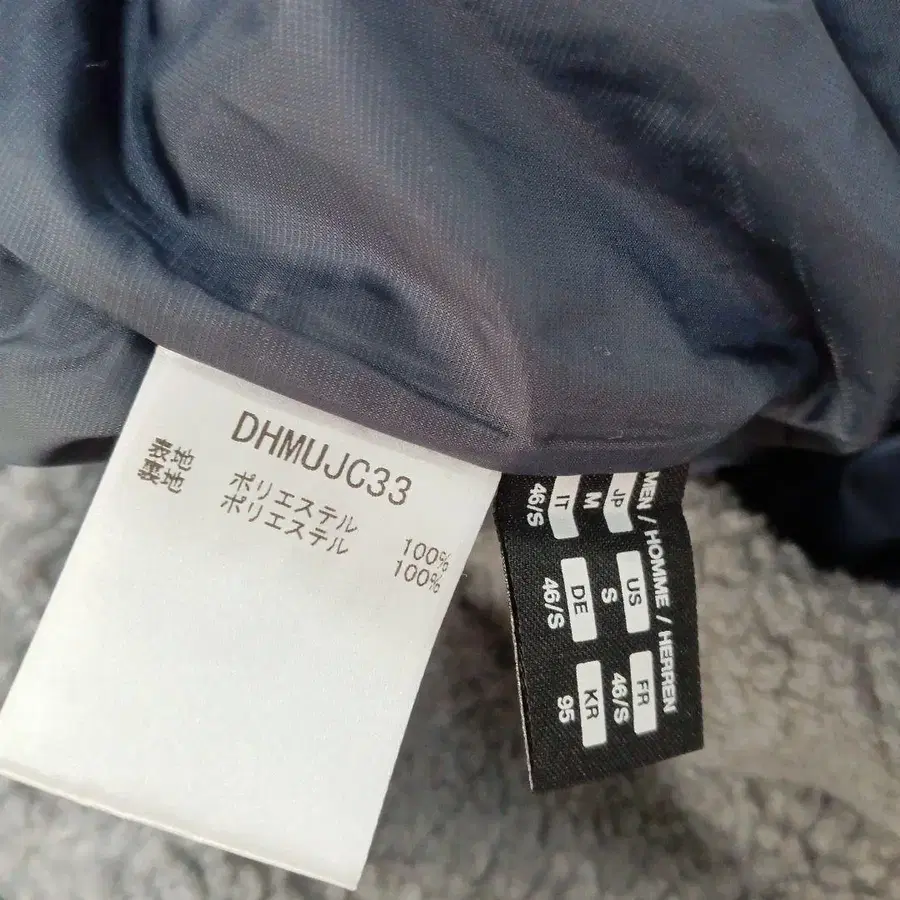 DHMUJC33
表地 ポリエステル 100%
裏地 ポリエステル 100%
MEN / HOMME / HERREN
JP US FR
M S 46/S
IT DE KR
46/S 46/S 95